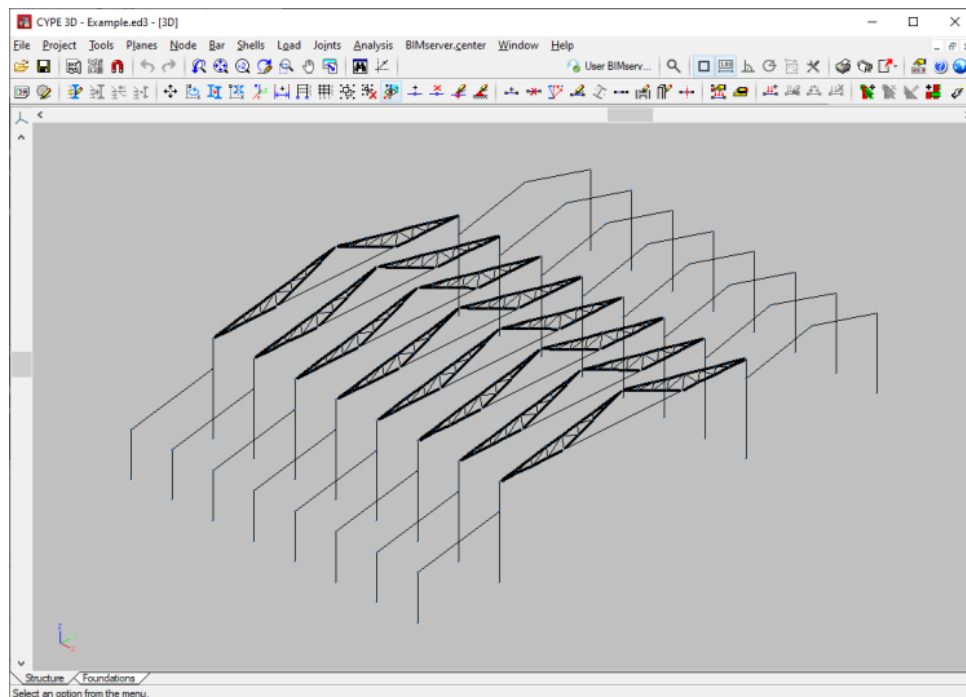 CYPE 3D - Example.ed3 - [3D]
File Project Tools Planes Node Bar Shells Load Joints Analysis BIMserver.center Window Help
User BIMserv...
Z
X
Structure Foundations
Select an option from the menu.